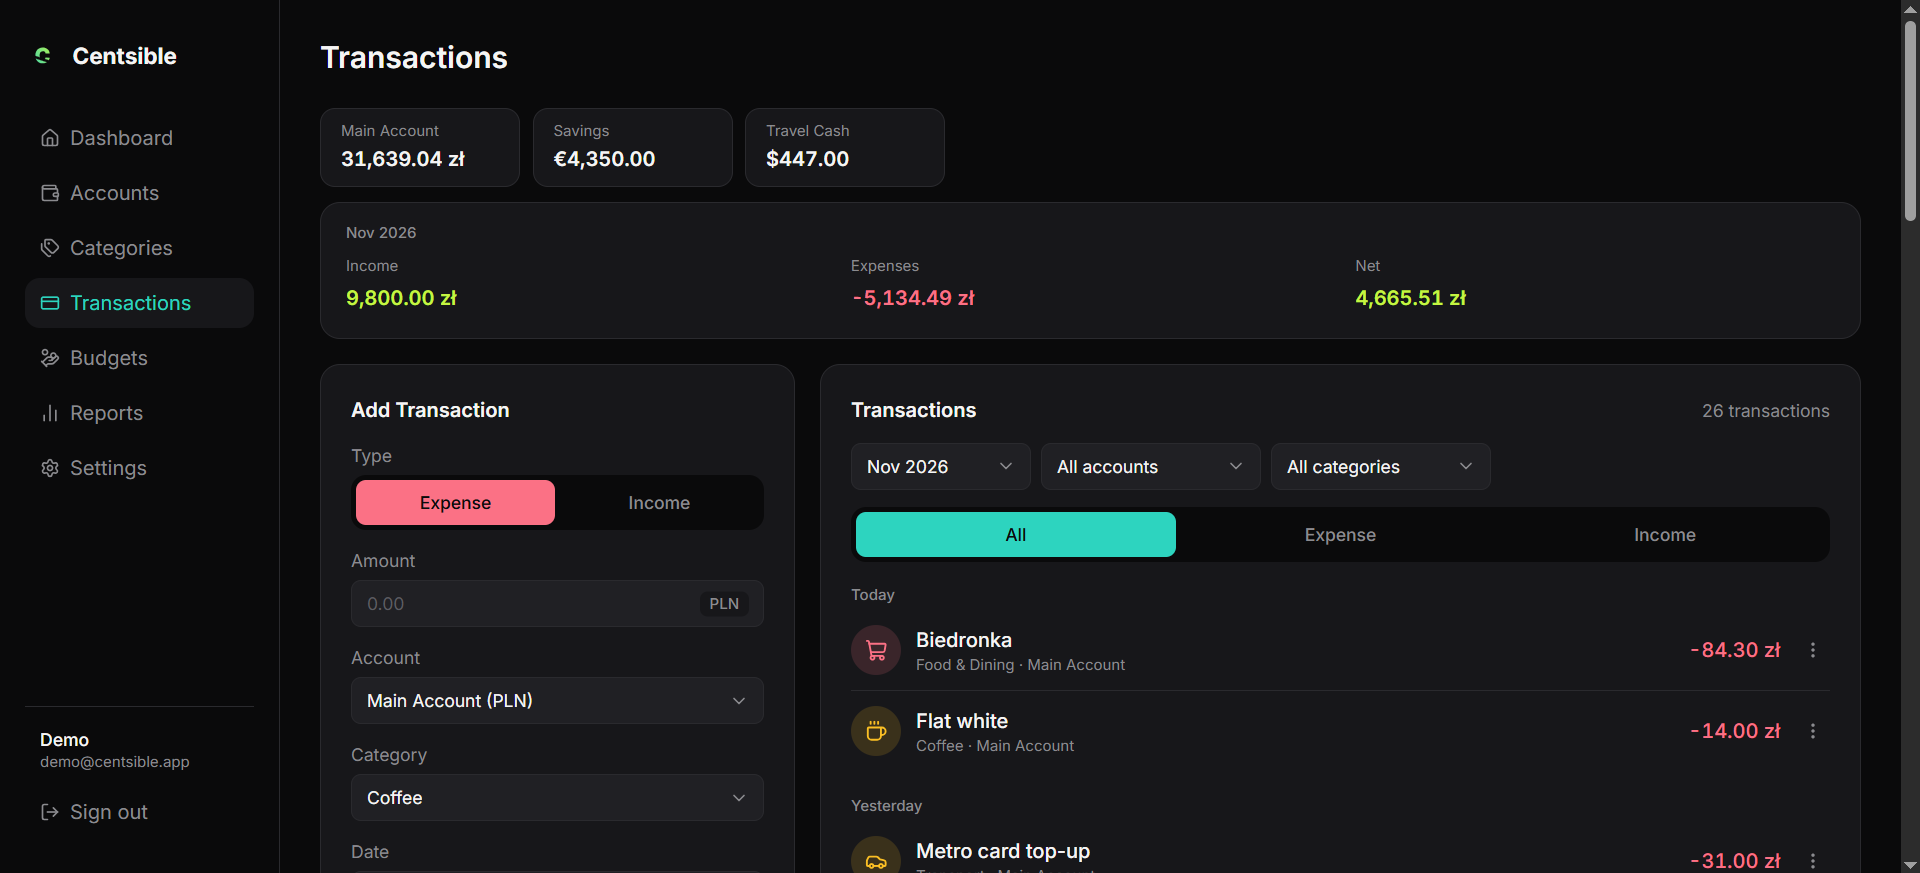 Centsible
Dashboard
Accounts
Categories
Transactions
Budgets
Reports
Settings
Demo
demo@centsible.app
Sign out
Transactions
Main Account
31,639.04 zł
Savings
€4,350.00
Travel Cash
$447.00
Nov 2026
Income
9,800.00 zł
Expenses
-5,134.49 zł
Net
4,665.51 zł
Add Transaction
Type
Expense
Income
Amount
0.00
PLN
Account
Main Account (PLN)
Category
Coffee
Date
Transactions
26 transactions
Nov 2026
All accounts
All categories
All
Expense
Income
Today
Biedronka
Food & Dining · Main Account
-84.30 zł
Flat white
Coffee · Main Account
-14.00 zł
Yesterday
Metro card top-up
-31.00 zł